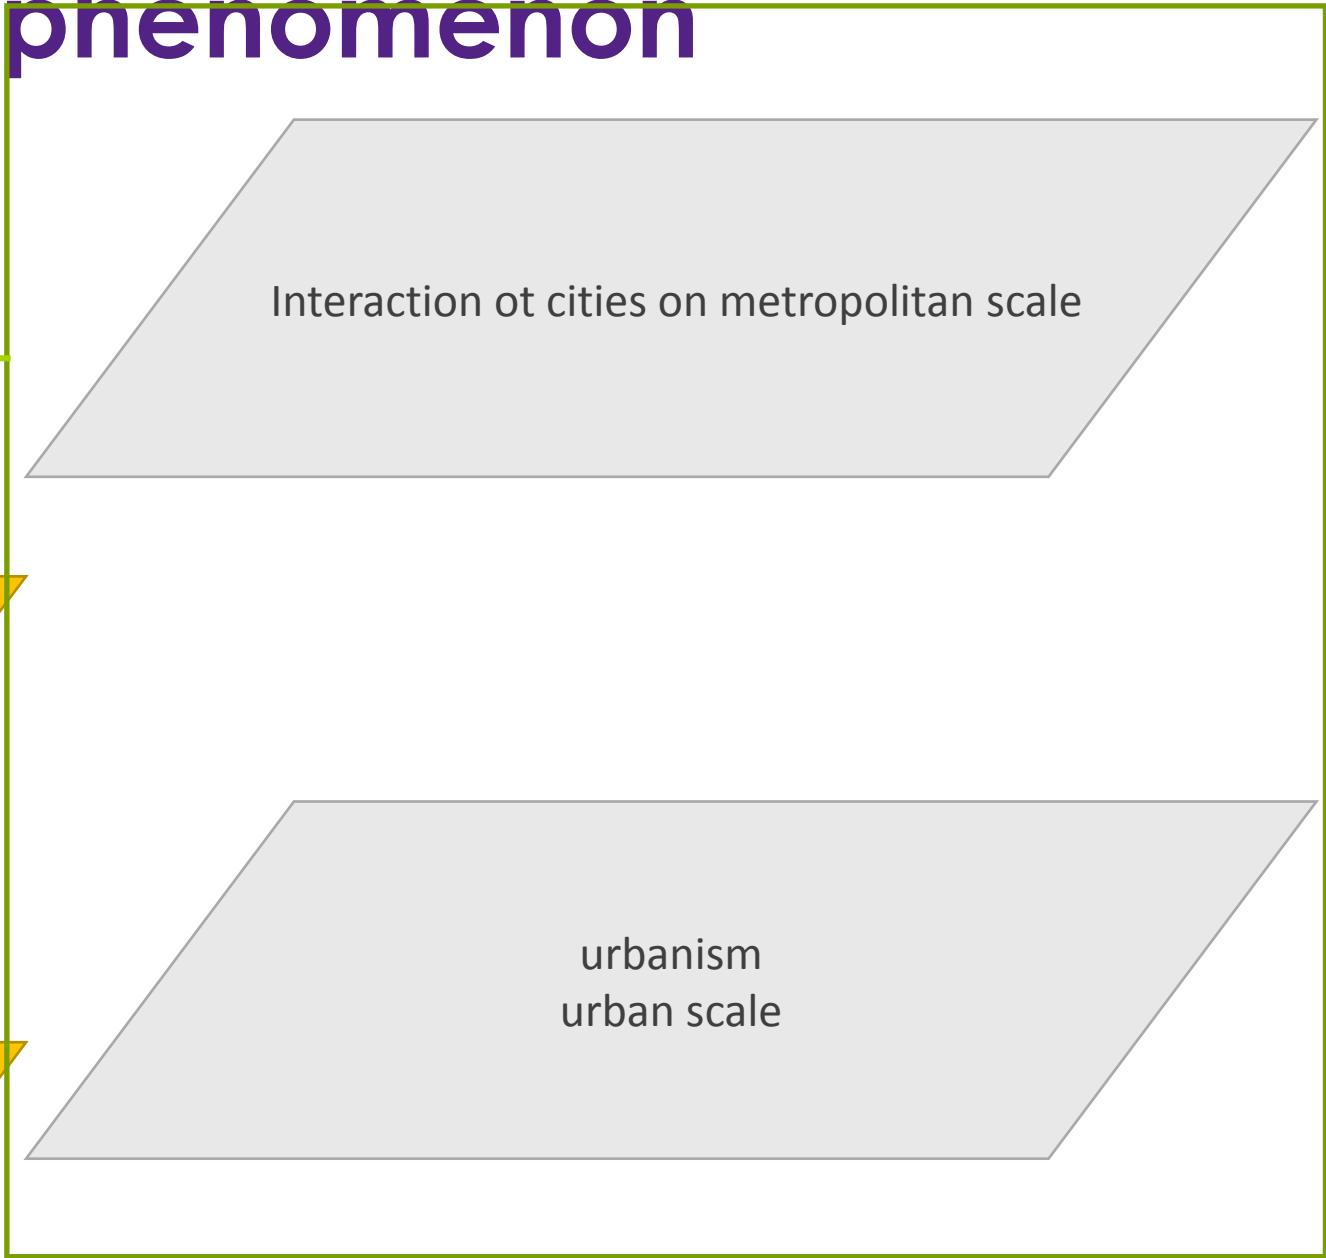 phenomenon
Interaction ot cities on metropolitan scale
urbanism
urban scale